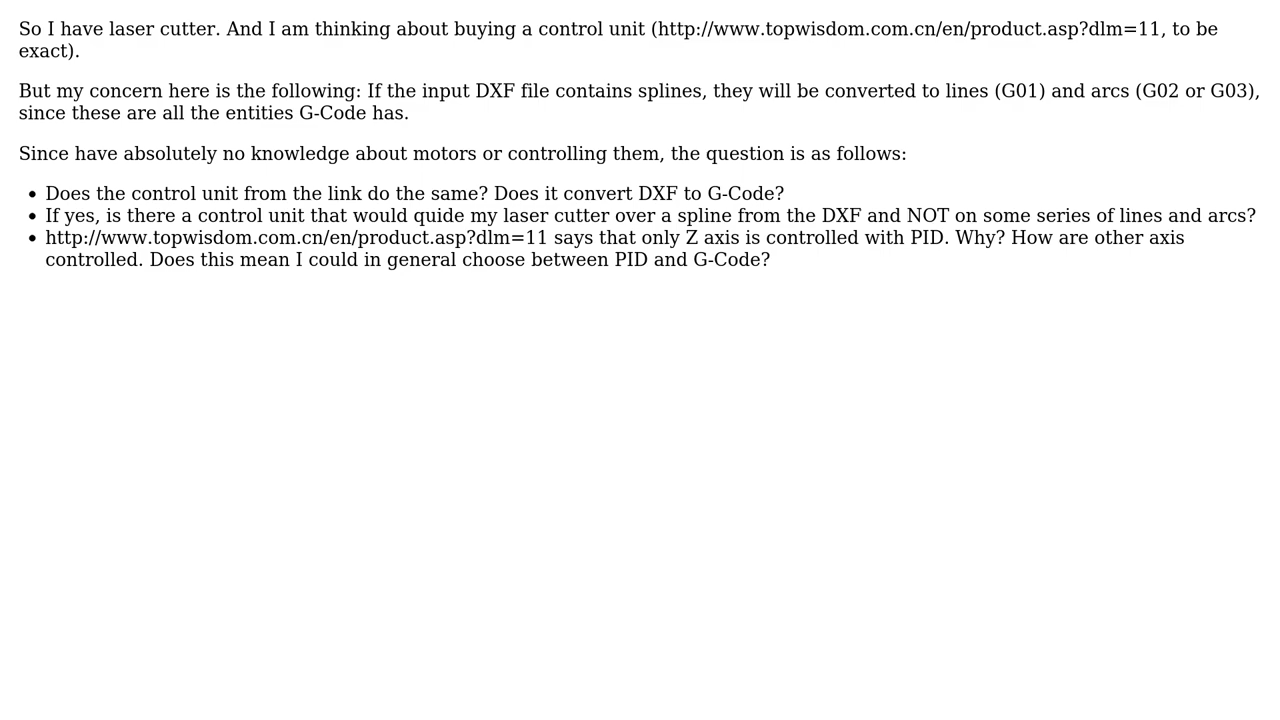 So I have laser cutter. And I am thinking about buying a control unit (http://www.topwisdom.com.cn/en/product.asp?dlm=11, to be
exact).
But my concern here is the following: If the input DXF file contains splines, they will be converted to lines (G01) and arcs (G02 or G03),
since these are all the entities G-Code has.
Since have absolutely no knowledge about motors or controlling them, the question is as follows:
• Does the control unit from the link do the same? Does it convert DXF to G-Code?
• If yes, is there a control unit that would quide my laser cutter over a spline from the DXF and NOT on some series of lines and arcs?
• http://www.topwisdom.com.cn/en/product.asp?dlm=11 says that only Z axis is controlled with PID. Why? How are other axis
controlled. Does this mean I could in general choose between PID and G-Code?